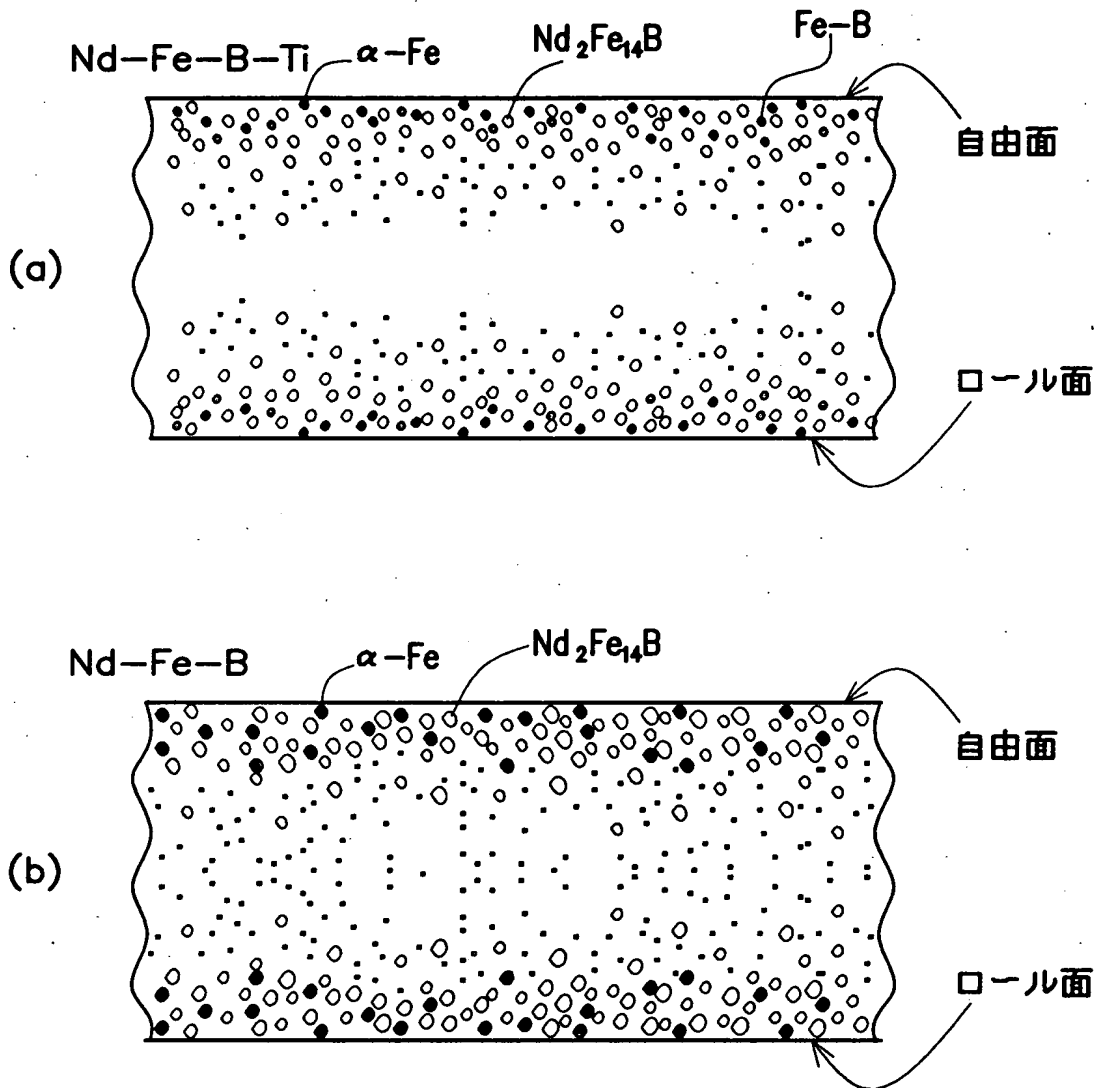 (a)
Nd-Fe-B-Ti
α-Fe
Nd₂Fe₁₄B
Fe-B
自由面
ロール面
(b)
Nd-Fe-B
α-Fe
Nd₂Fe₁₄B
自由面
ロール面